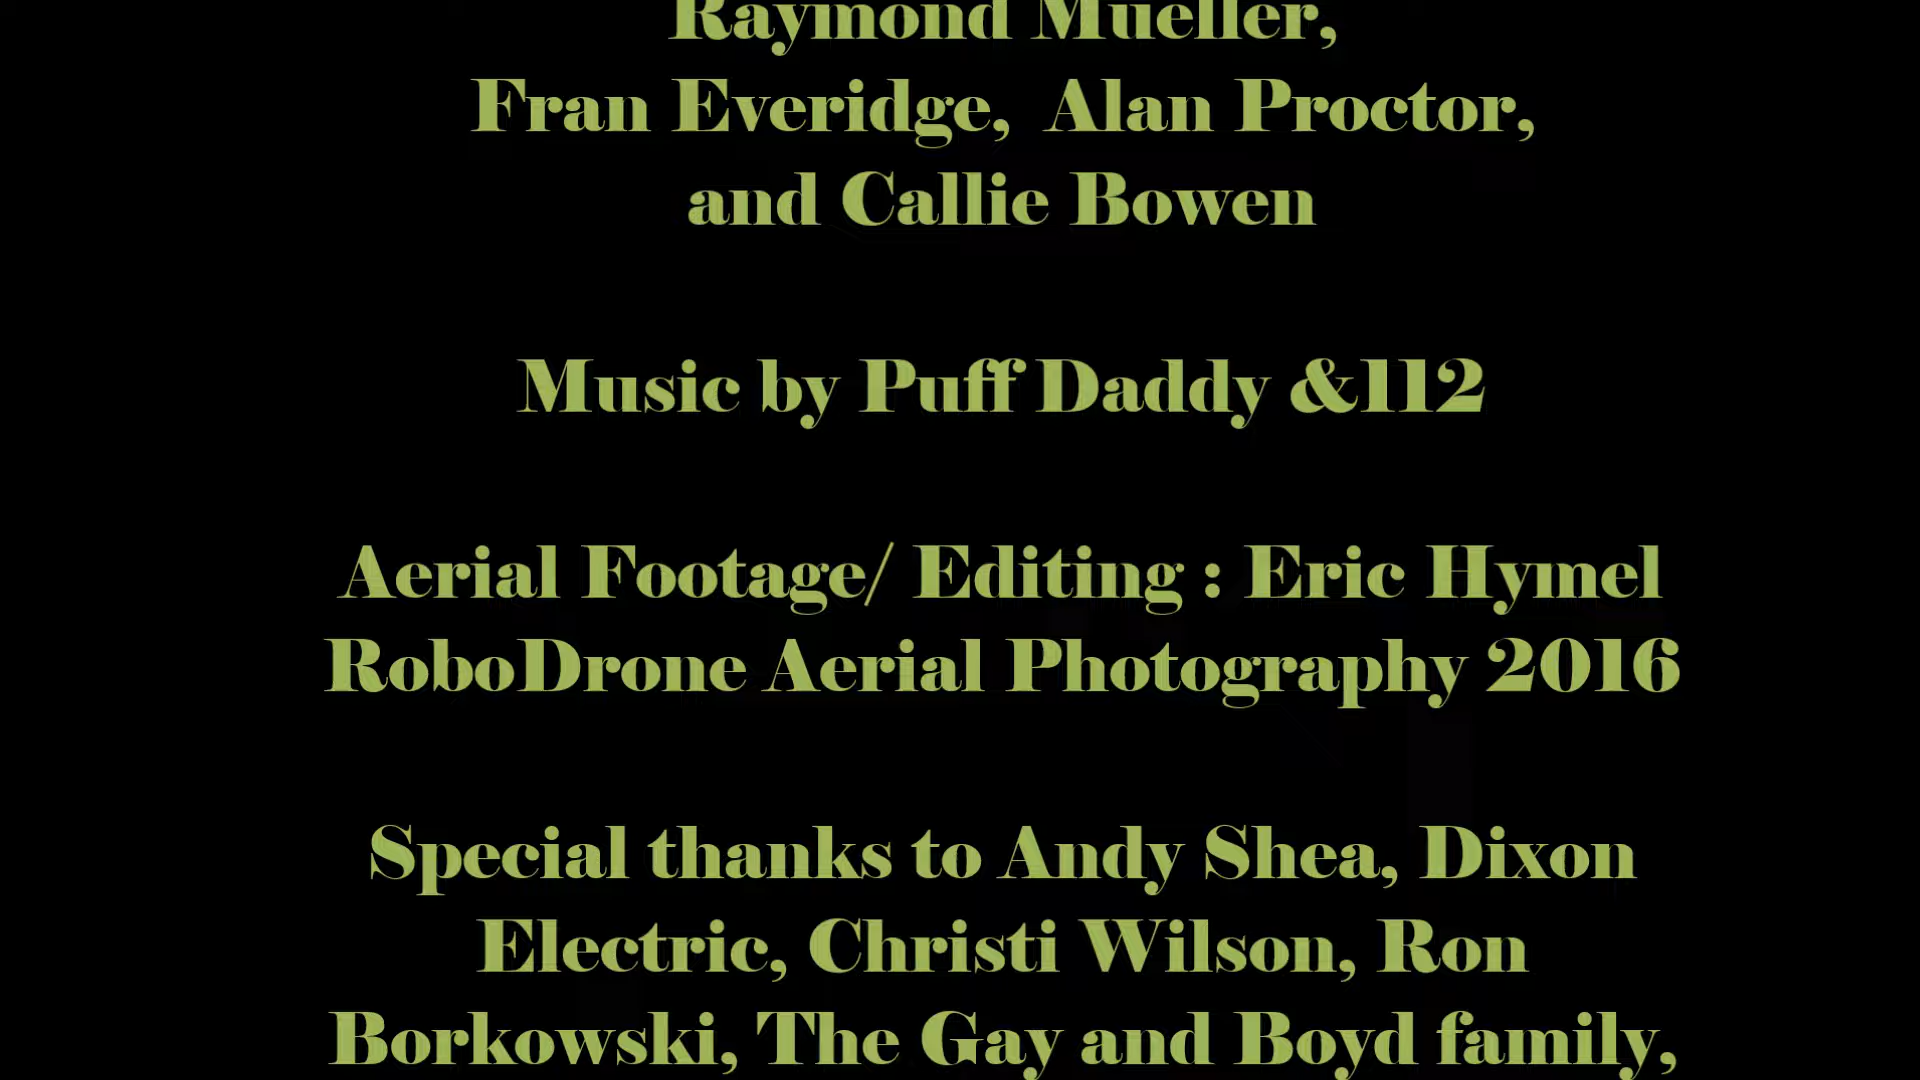 Raymond Mueller,
Fran Everidge, Alan Proctor,
and Callie Bowen
Music by Puff Daddy &112
Aerial Footage/ Editing : Eric Hymel
RoboDrone Aerial Photography 2016
Special thanks to Andy Shea, Dixon
Electric, Christi Wilson, Ron
Borkowski, The Gay and Boyd family,